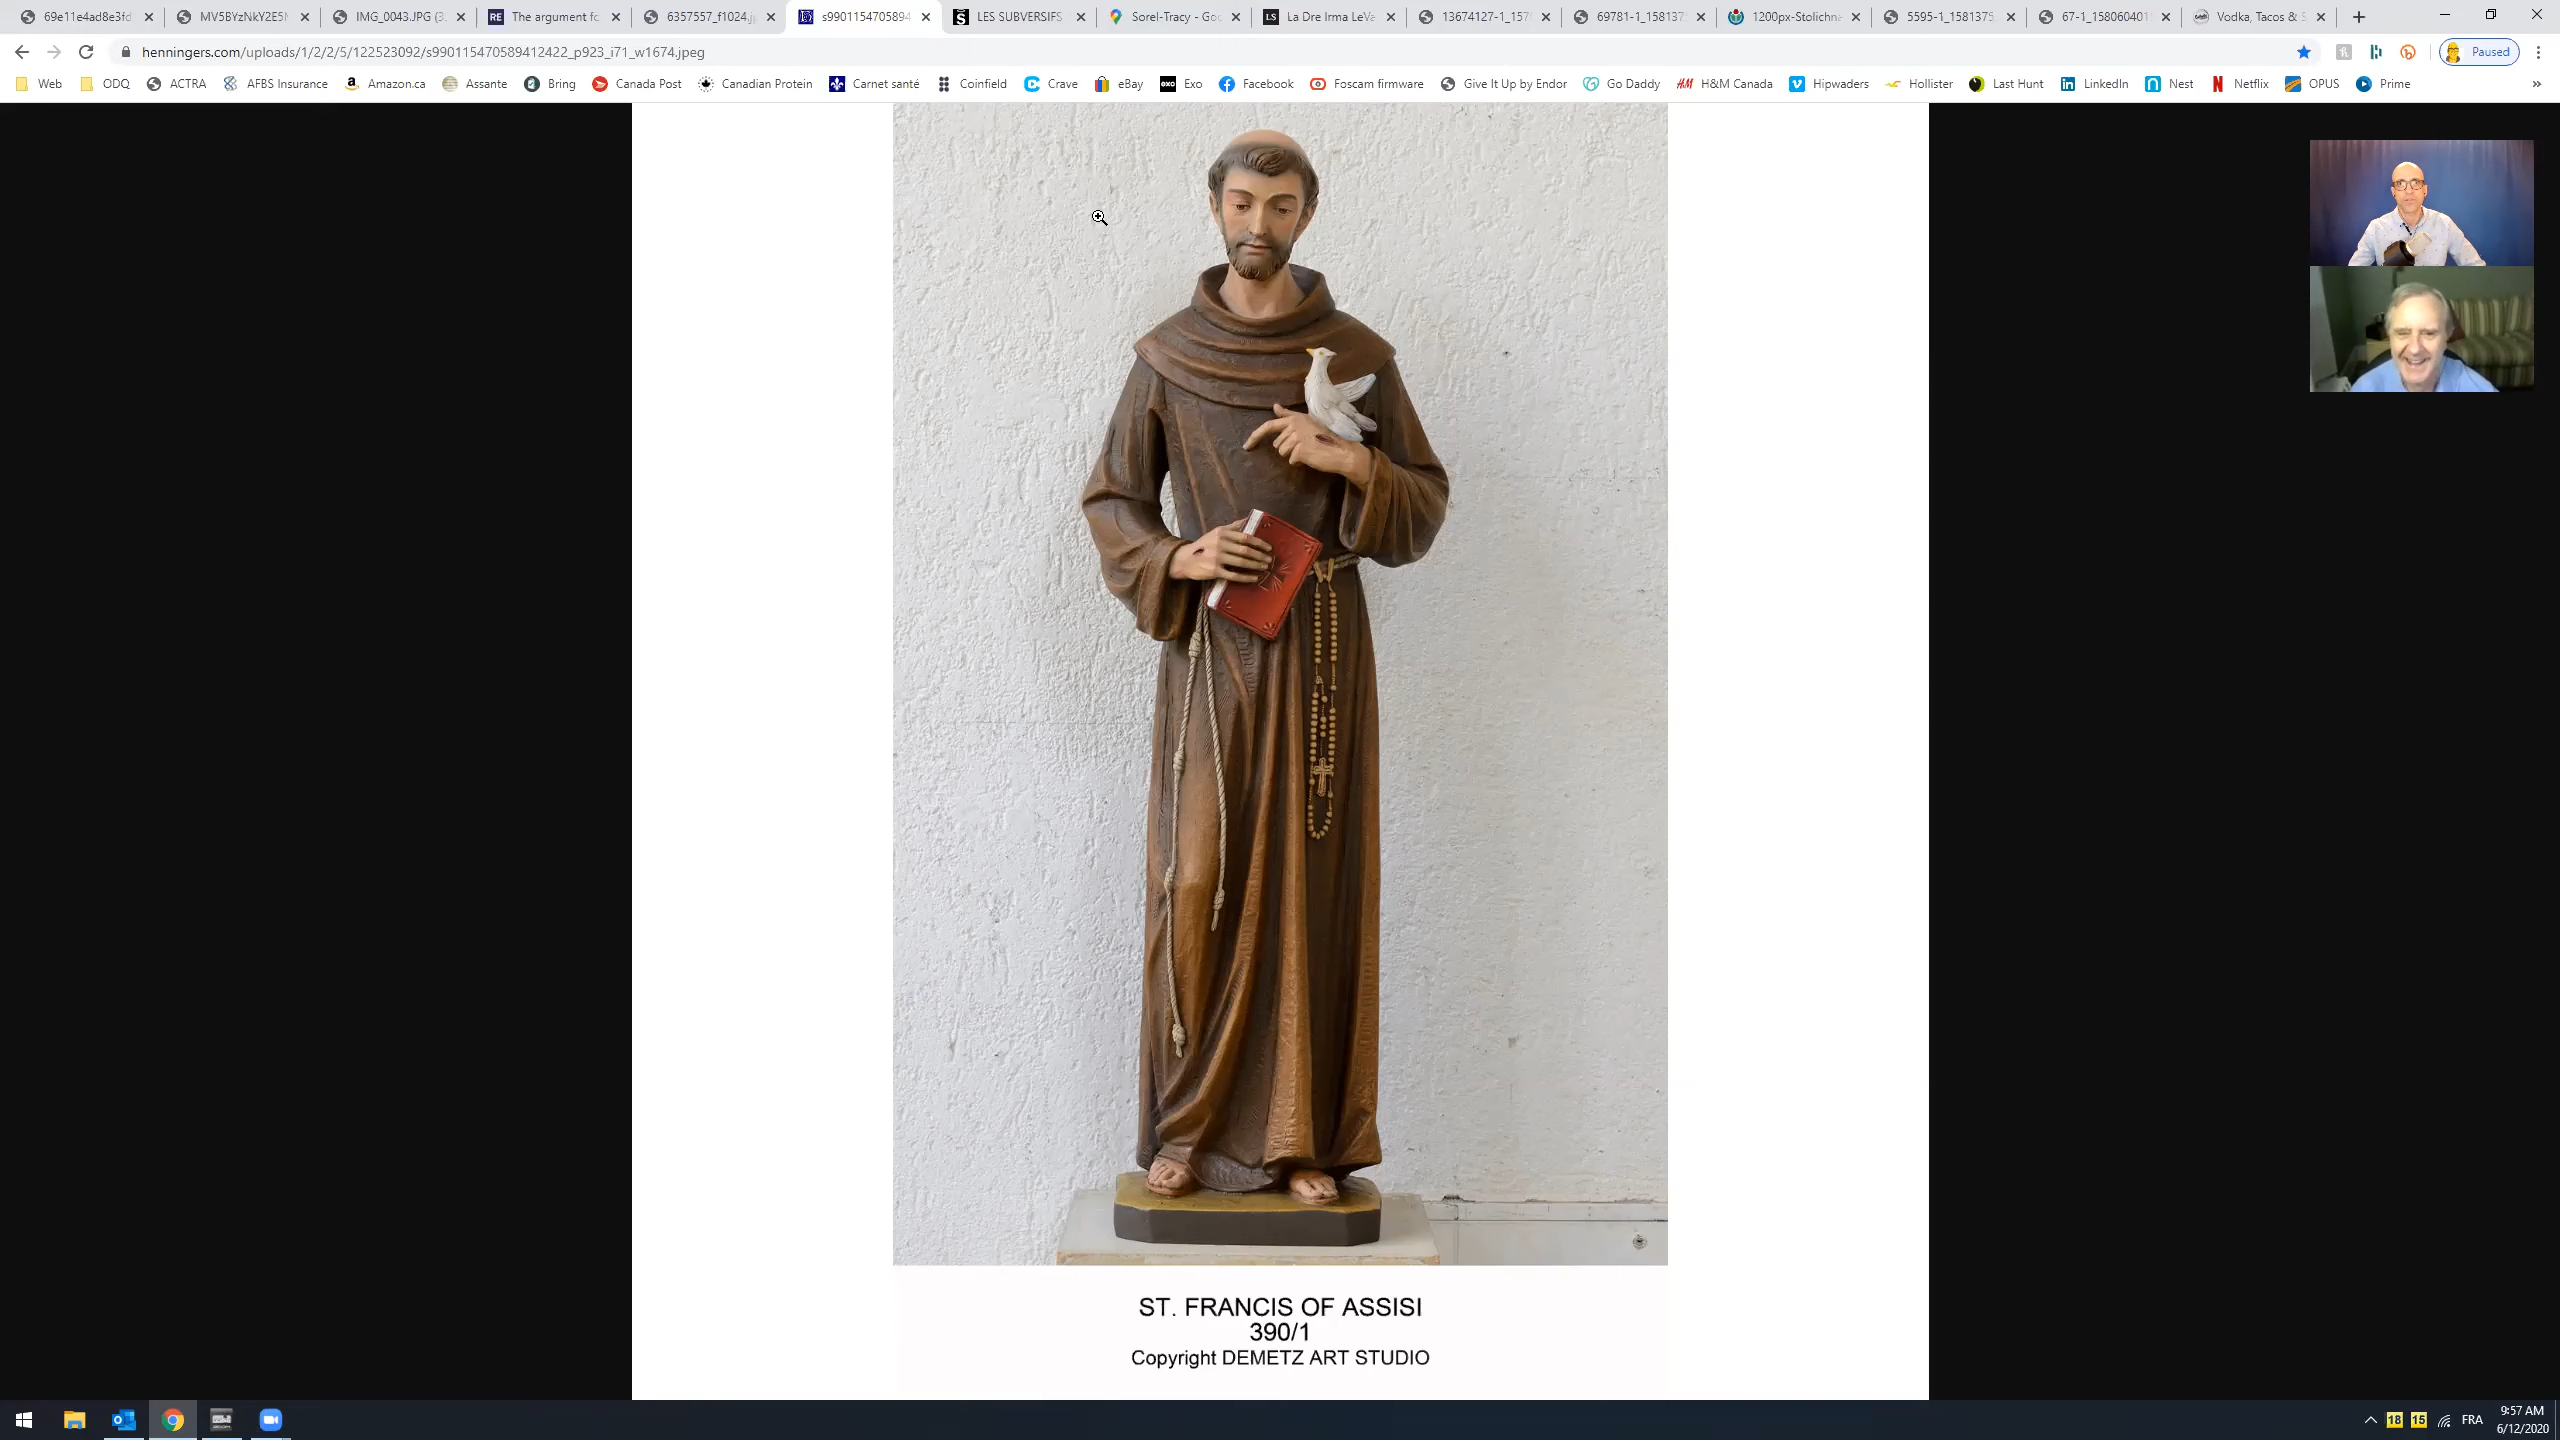 69e11e4ad8e3fd
MV5BYzNkY2E5
IMG_0043.JPG (3
The argument fo
6357557_f1024.j
s9901154705894
LES SUBVERSIFS
Sorel-Tracy - Goo
La Dre Irma LeVa
13674127-1_157
69781-1_158137
1200px-Stolichn
5595-1_1581375
67-1_158060401
Vodka, Tacos & S
henningers.com/uploads/1/2/2/5/122523092/s990115470589412422_p923_i71_w1674.jpeg
Paused
Web
ODQ
ACTRA
AFBS Insurance
Amazon.ca
Assante
Bring
Canada Post
Canadian Protein
Carnet santé
Coinfield
Crave
eBay
Exo
Facebook
Foscam firmware
Give It Up by Endor
Go Daddy
H&M Canada
Hipwaders
Hollister
Last Hunt
LinkedIn
Nest
Netflix
OPUS
Prime
ST. FRANCIS OF ASSISI
390/1
Copyright DEMETZ ART STUDIO
18
15
FRA
9:57 AM
6/12/2020